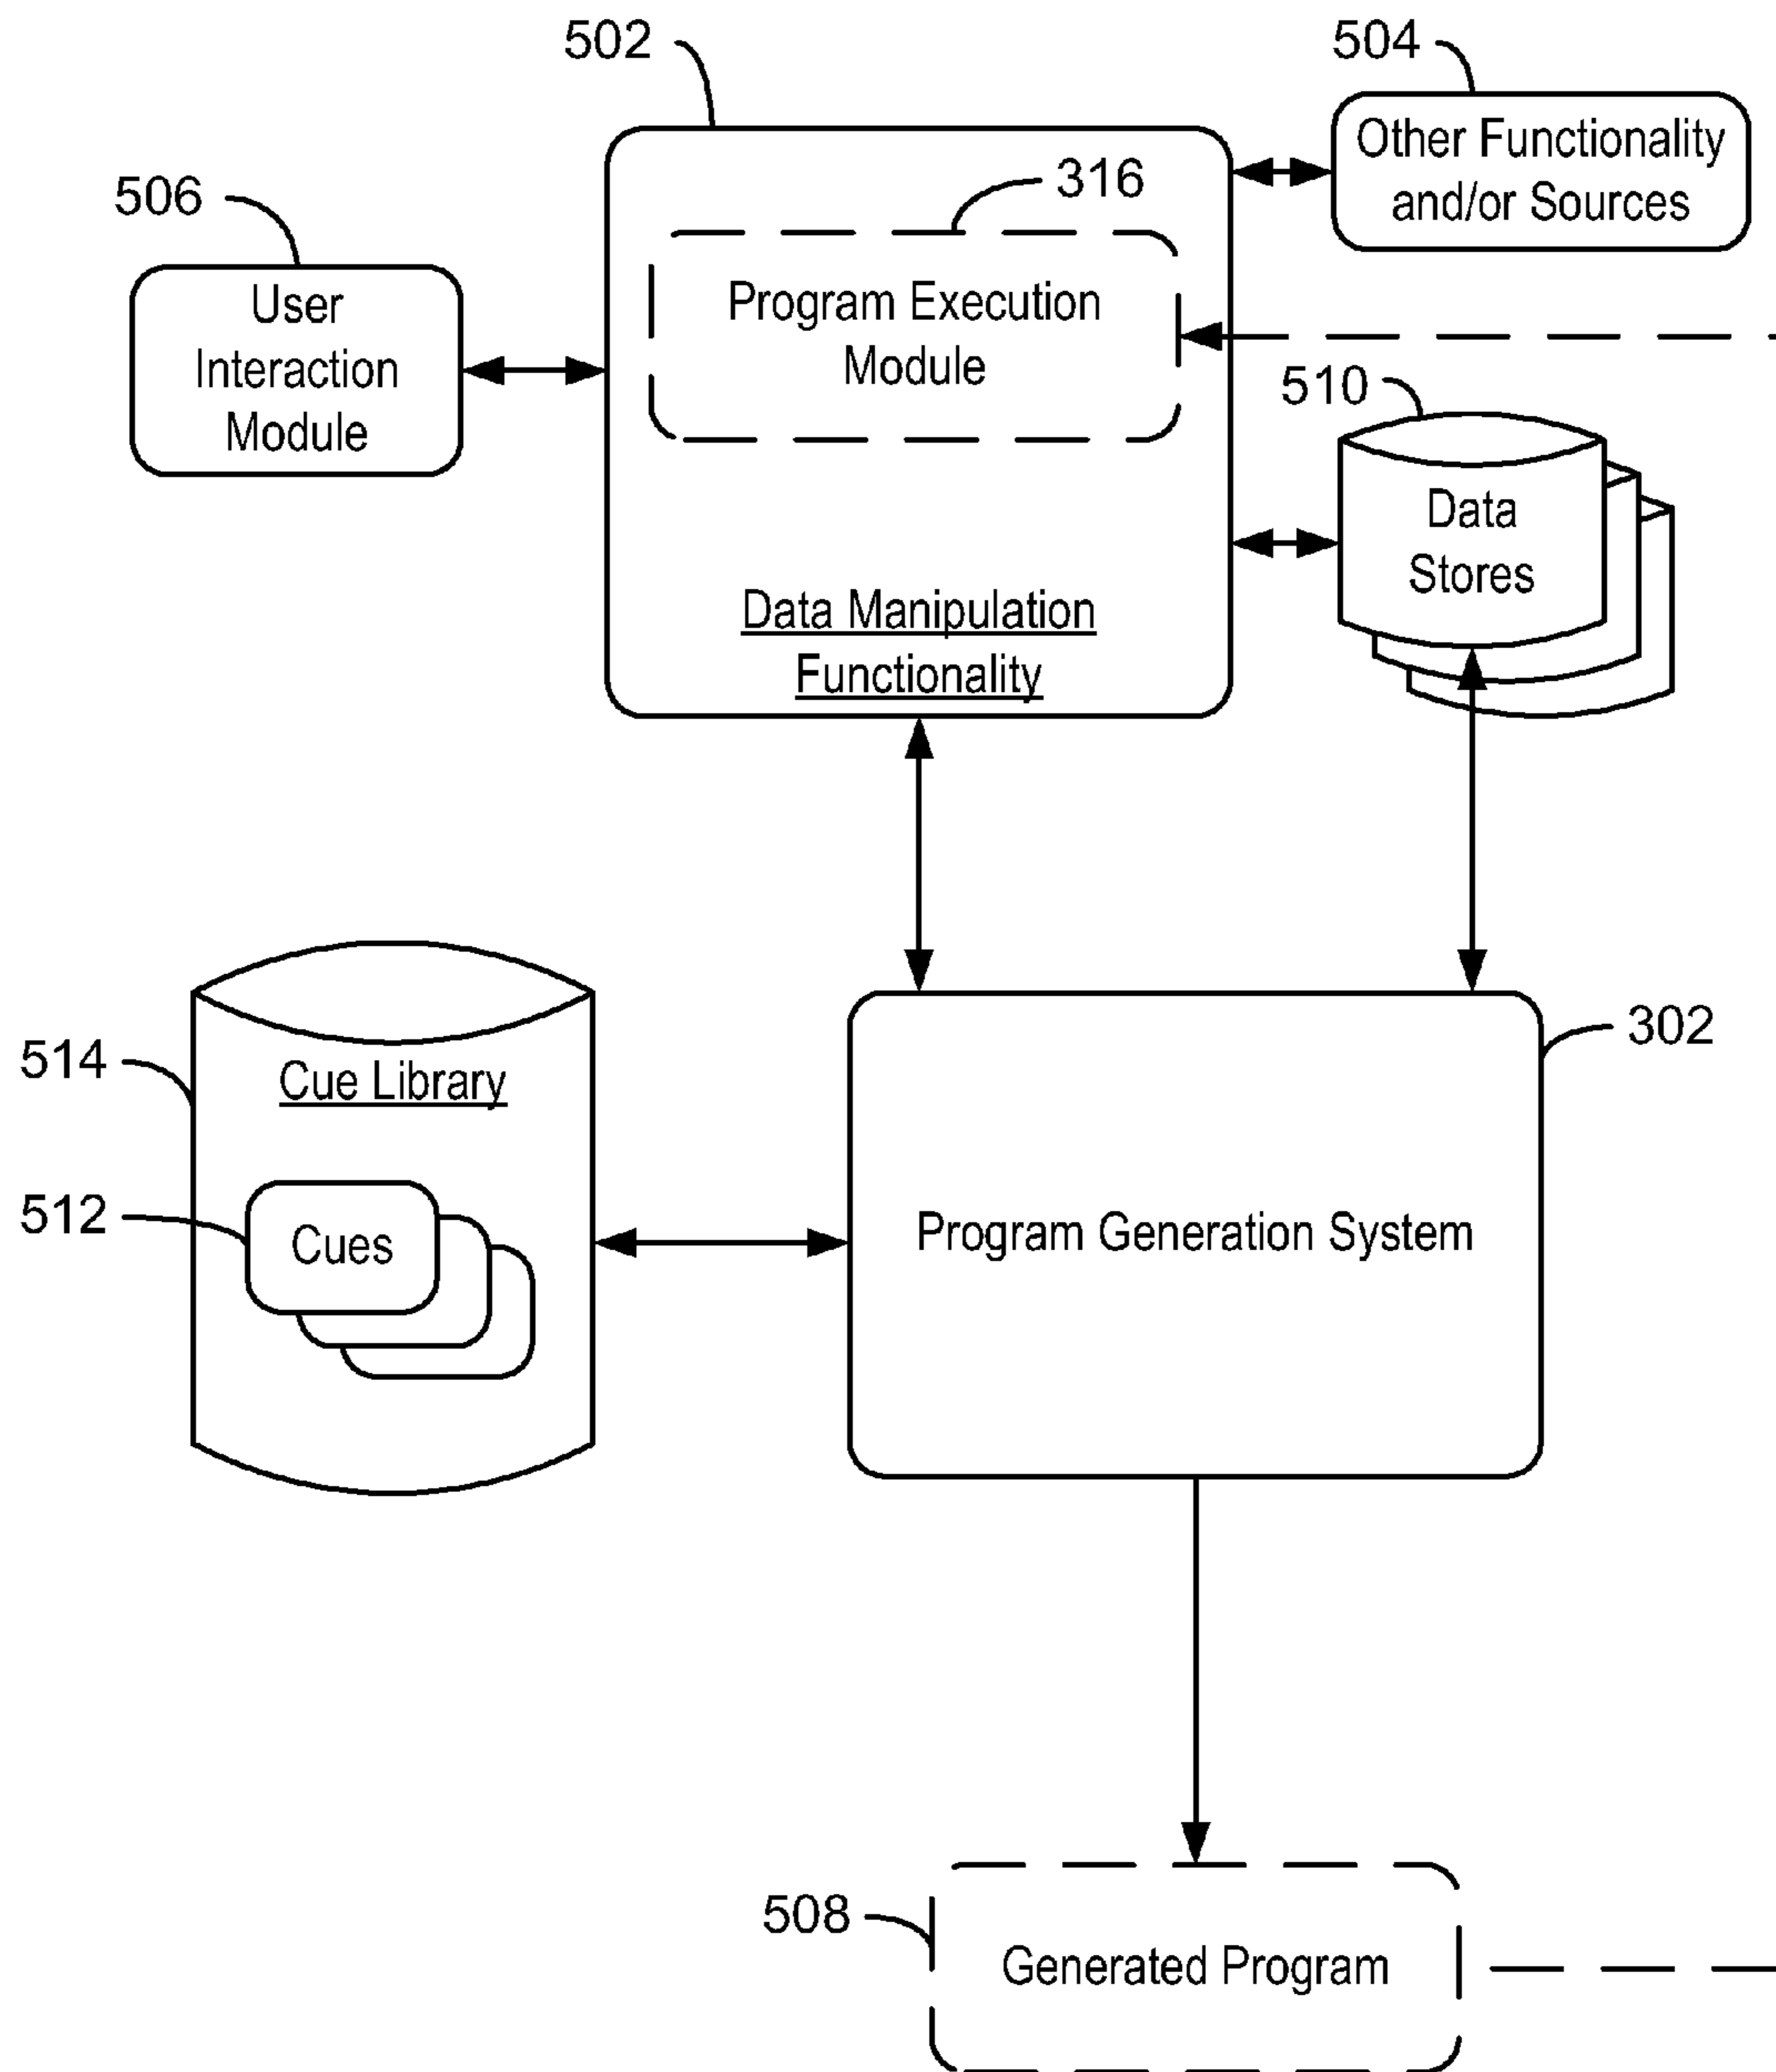 502
504
Other Functionality
and/or Sources
316
506
Program Execution
Module
User
Interaction
Module
510
Data
Stores
Data Manipulation
Functionality
302
514
Cue Library
512
Cues
Program Generation System
508
Generated Program